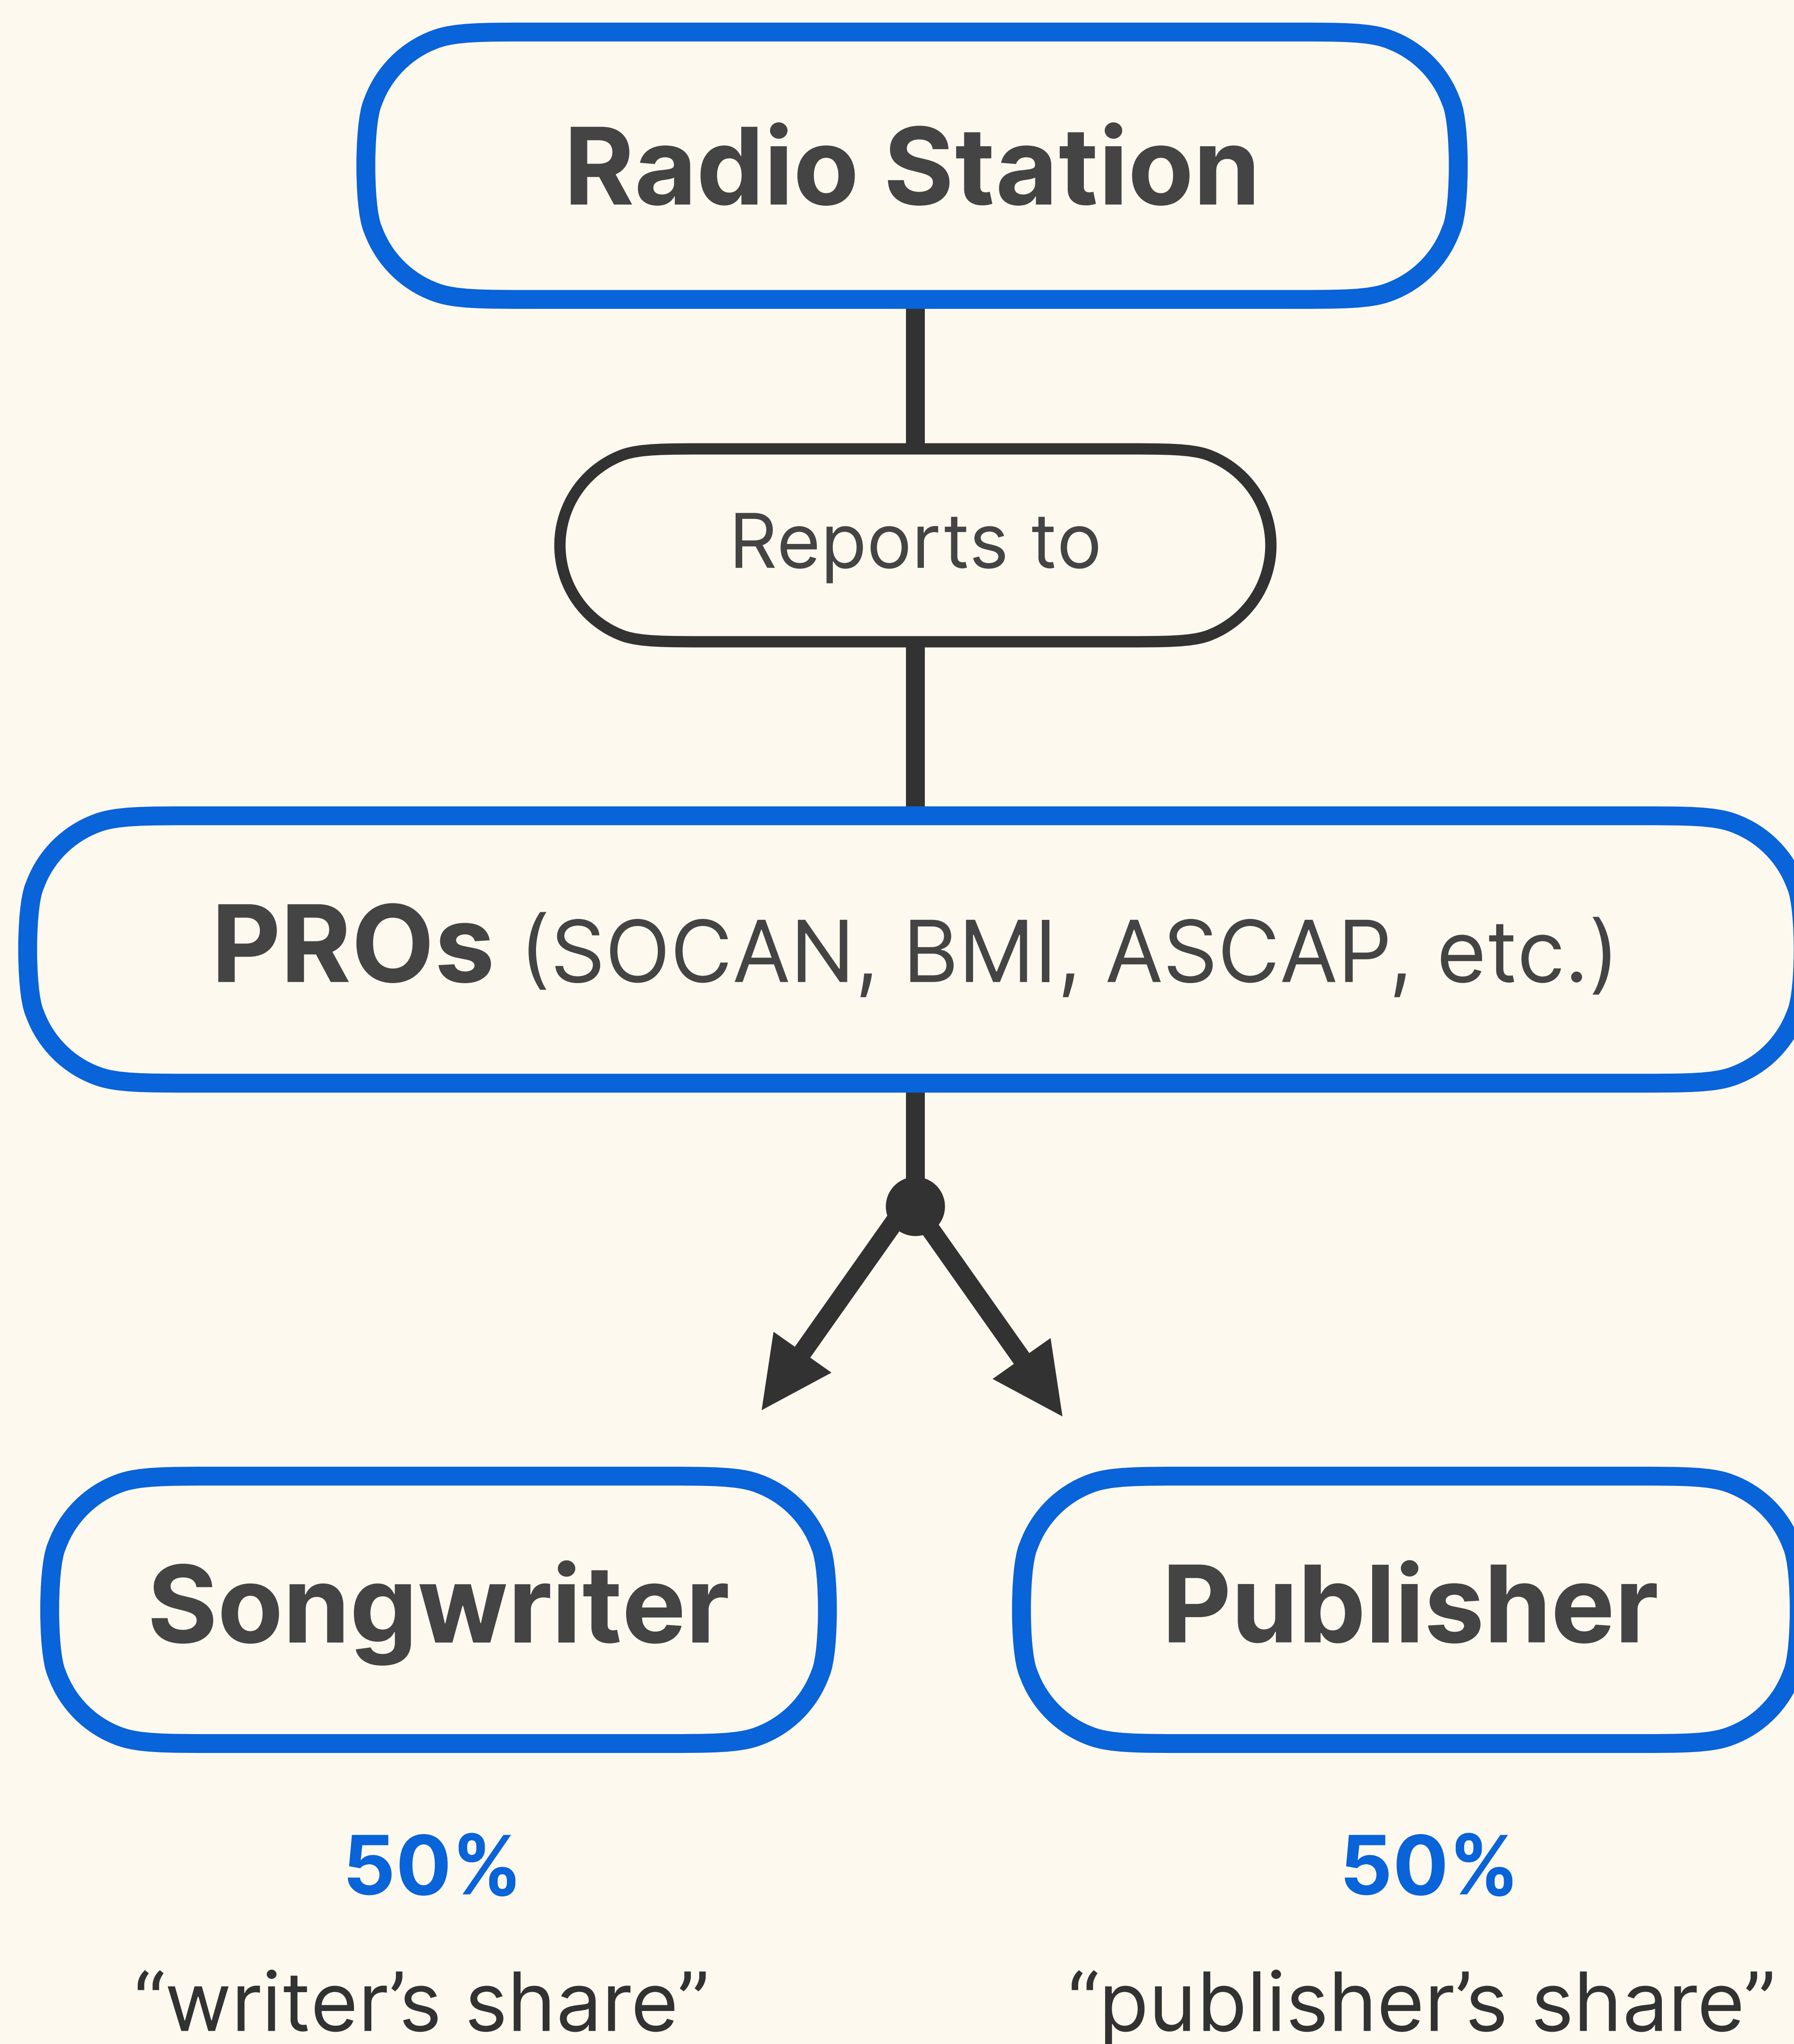 Radio Station
Reports to
PROs (SOCAN, BMI, ASCAP, etc.)
Songwriter Publisher
50% 50%
“writer’s share” “publisher’s share”